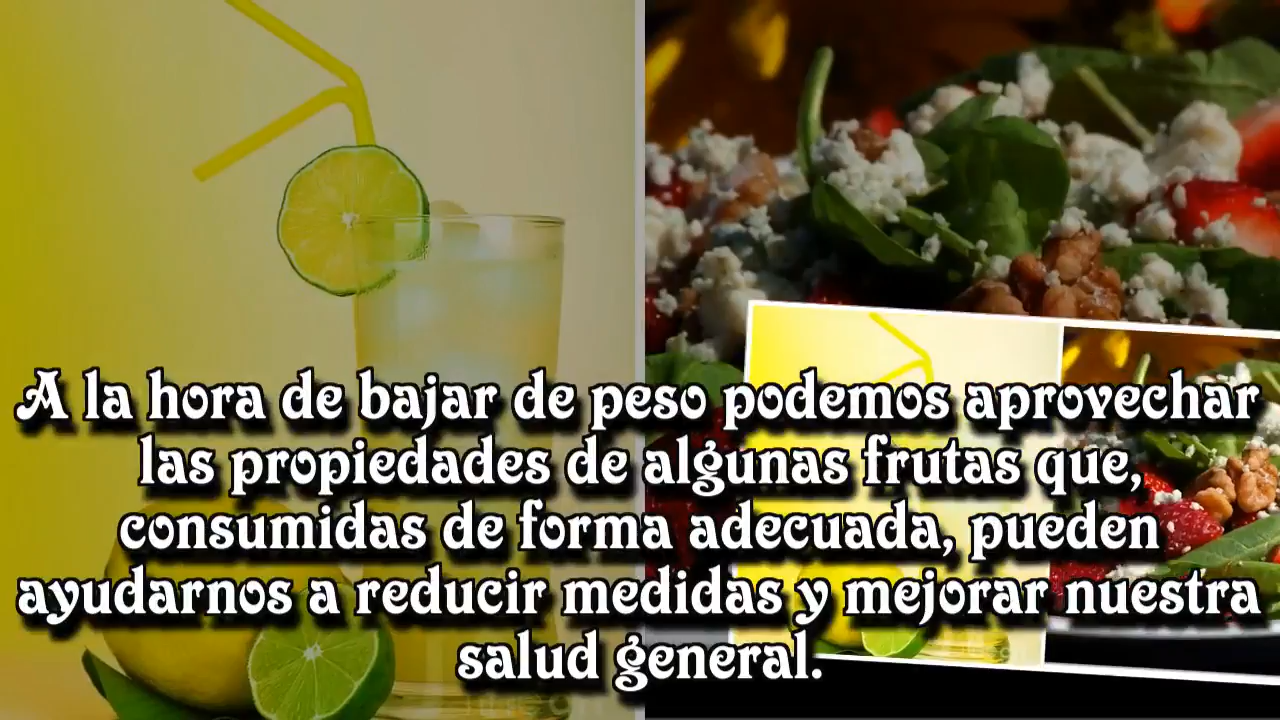 A la hora de bajar de peso podemos aprovechar
las propiedades de algunas frutas que,
consumidas de forma adecuada, pueden
ayudarnos a reducir medidas y mejorar nuestra
salud general.